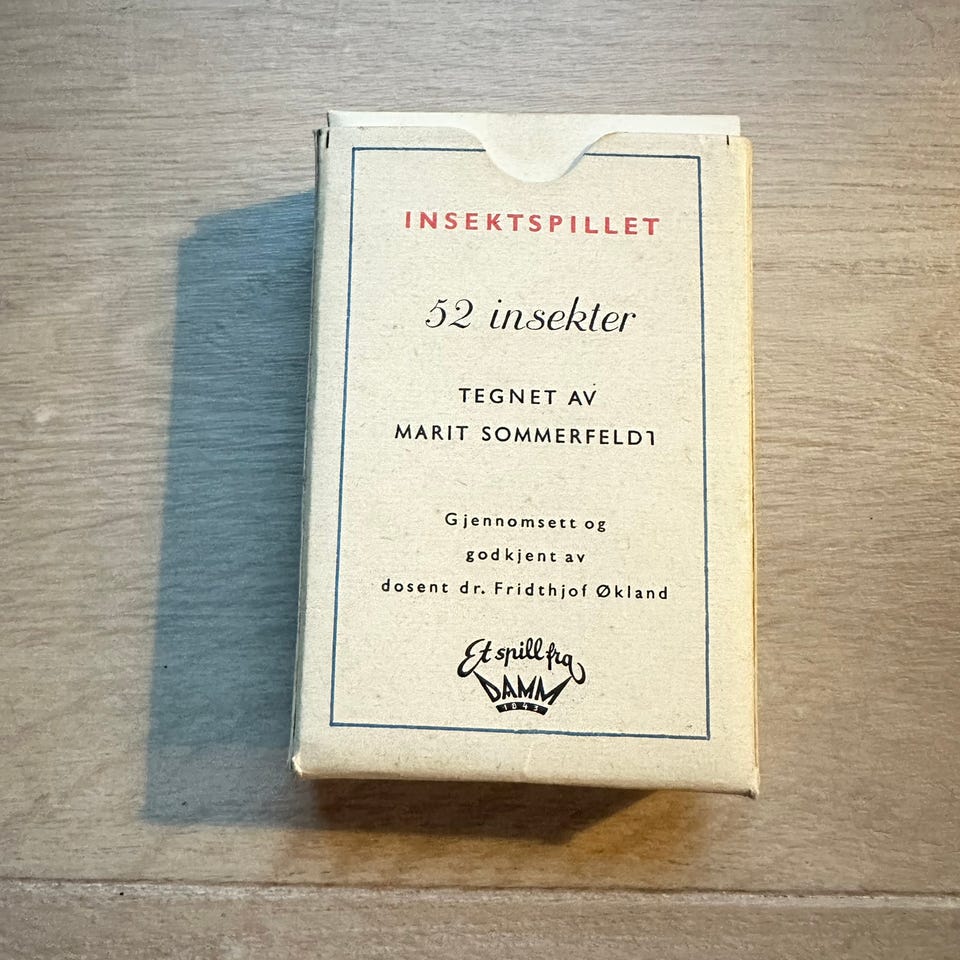 INSEKTSPILLET
52 insekter
TEGNET AV
MARIT SOMMERFELDT
Gjennomsett og
godkjent av
dosent dr. Fridthjof Økland
Et spill fra
DAMM
1843